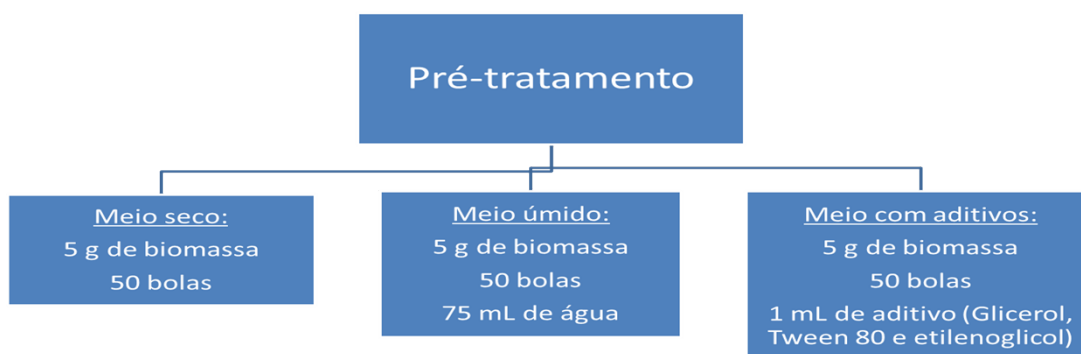 Pré-tratamento
Meio seco:
5 g de biomassa
50 bolas
Meio úmido:
5 g de biomassa
50 bolas
75 mL de água
Meio com aditivos:
5 g de biomassa
50 bolas
1 mL de aditivo (Glicerol,
Tween 80 e etilenoglicol)